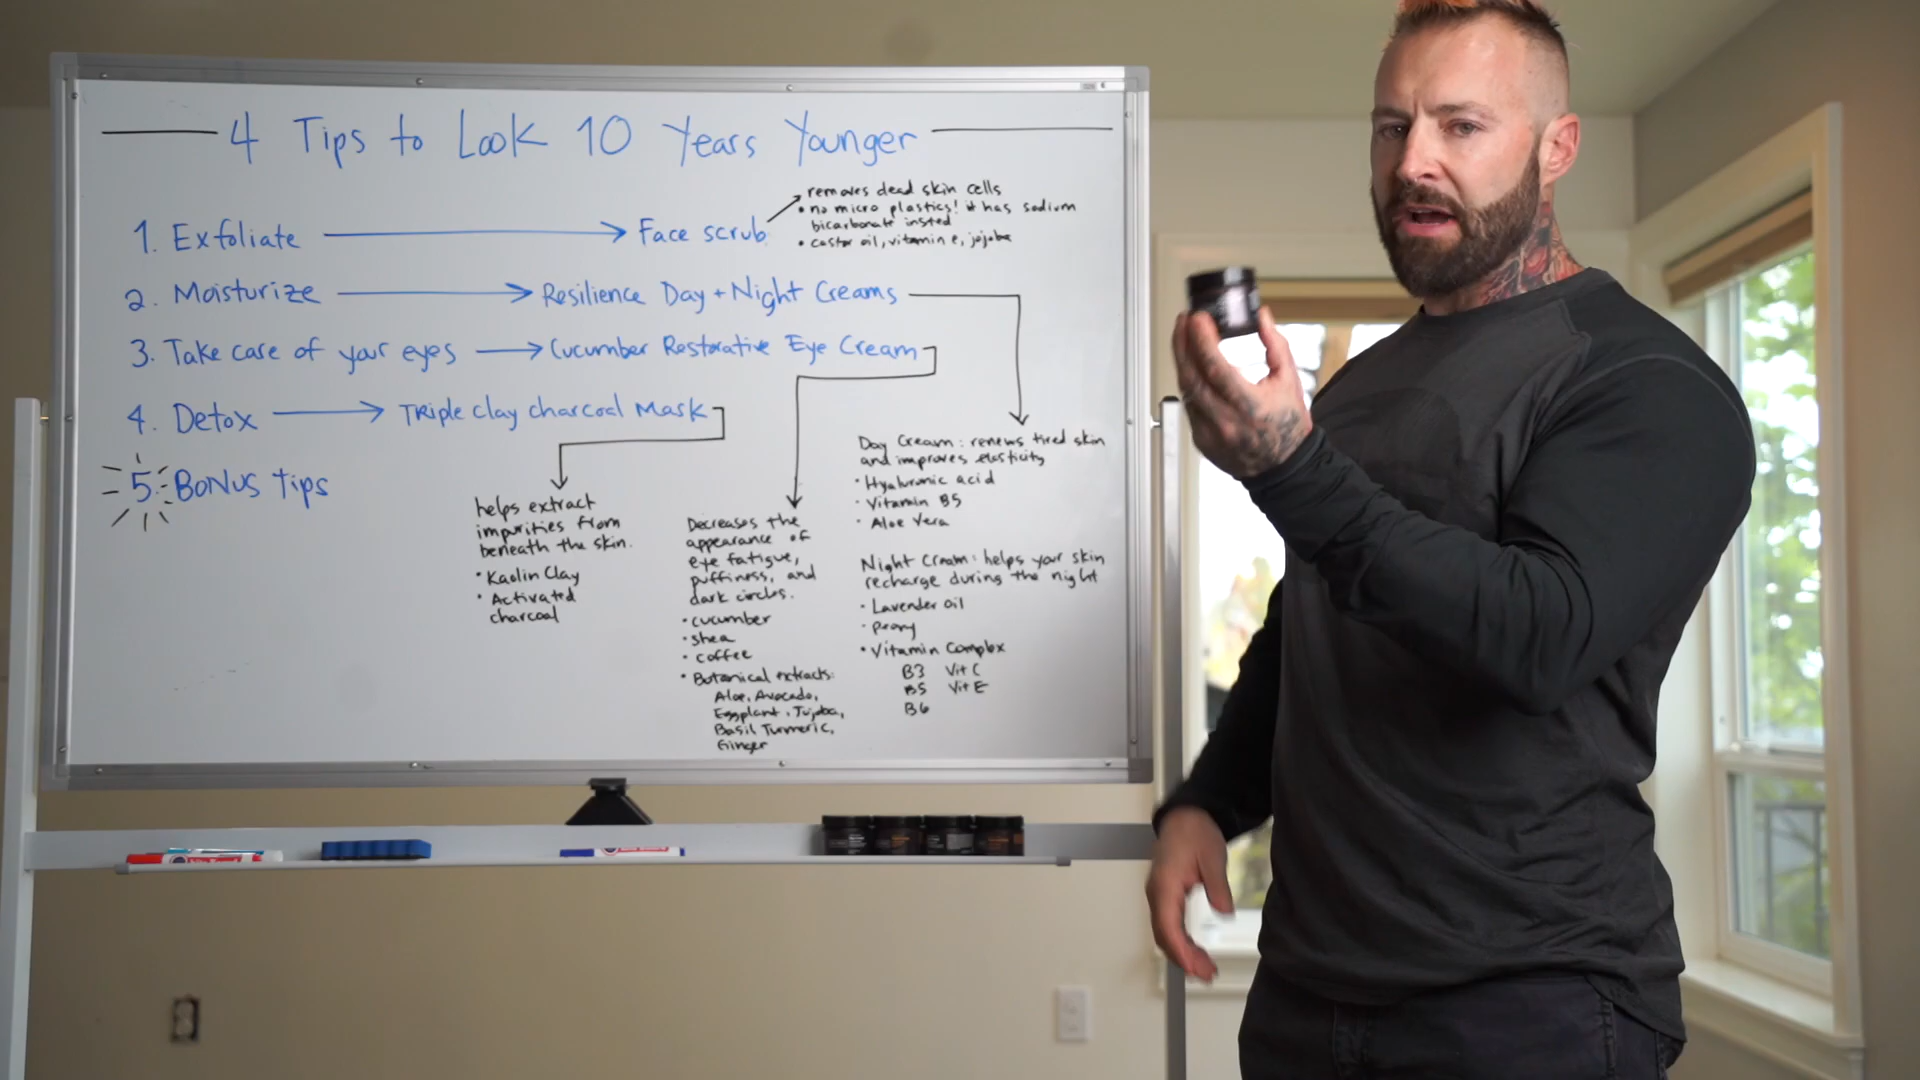 4 Tips to Look 10 Years Younger
1. Exfoliate → Face scrub
removes dead skin cells
• no micro plastics! it has sodium
bicarbonate insted
• castor oil, vitamin e, jojoba
2. Moisturize → Resilience Day + Night Creams
3. Take care of your eyes → Cucumber Restorative Eye Cream
4. Detox → Triple clay charcoal Mask
5. Bonus tips
helps extract
impurities from
beneath the skin.
• Kaolin Clay
• Activated
charcoal
Decreases the
appearance of
eye fatigue,
puffiness, and
dark circles.
• cucumber
• shea
• coffee
• Botanical extracts:
Aloe, Avocado,
Eggplant, Jojoba,
Basil Turmeric,
Ginger
Day Cream: renews tired skin
and improves elasticity
• Hyaluronic acid
• Vitamin B5
• Aloe Vera
Night Cream: helps your skin
recharge during the night
• Lavender oil
• peony
• Vitamin Complex
B3 Vit C
B5 Vit E
B6